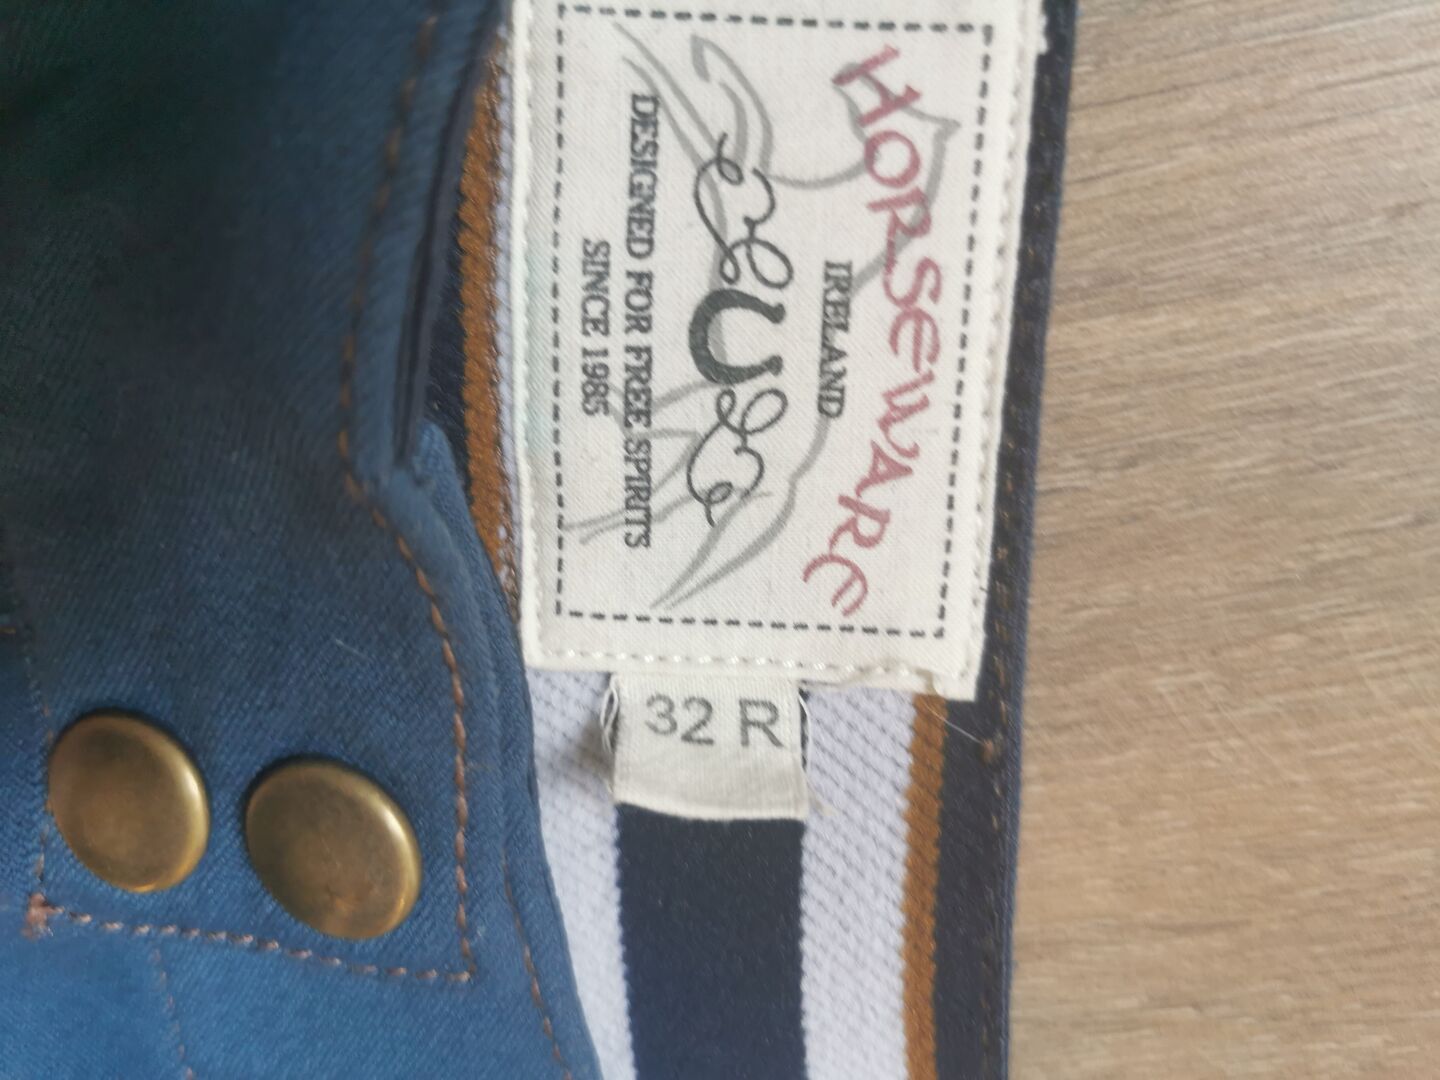 HORSEWARE
IRELAND
DESIGNED FOR FREE SPIRITS
SINCE 1985
32 R